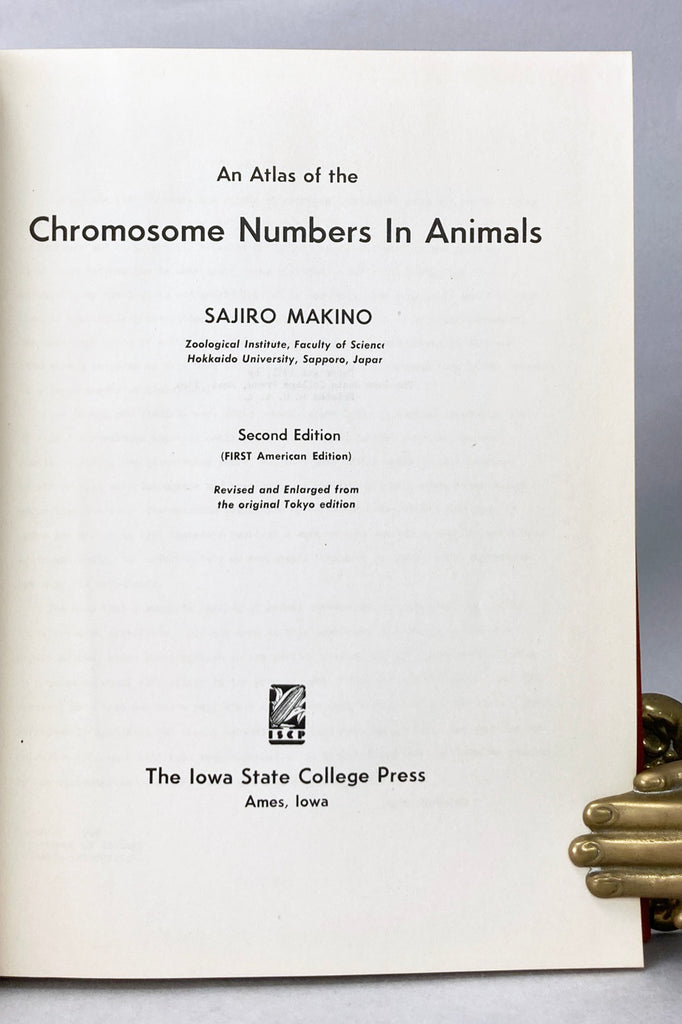 An Atlas of the
Chromosome Numbers In Animals
SAJIRO MAKINO
Zoological Institute, Faculty of Science
Hokkaido University, Sapporo, Japan
Second Edition
(FIRST American Edition)
Revised and Enlarged from
the original Tokyo edition
ISCP
The Iowa State College Press
Ames, Iowa